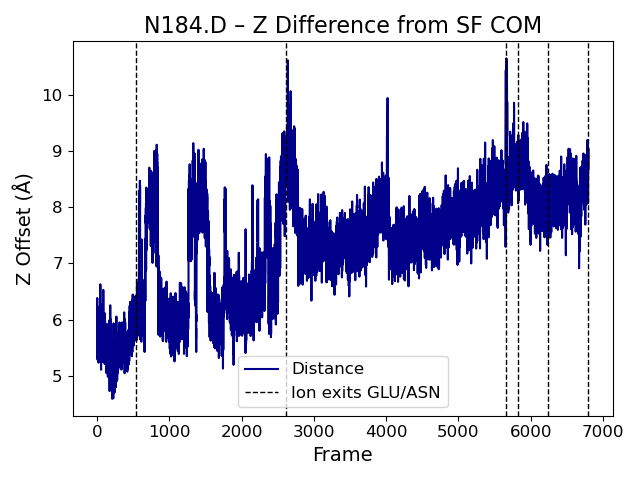 N184.D – Z Difference from SF COM
Z Offset (Å)
10
9
8
7
6
5
Distance
Ion exits GLU/ASN
0 1000 2000 3000 4000 5000 6000 7000
Frame